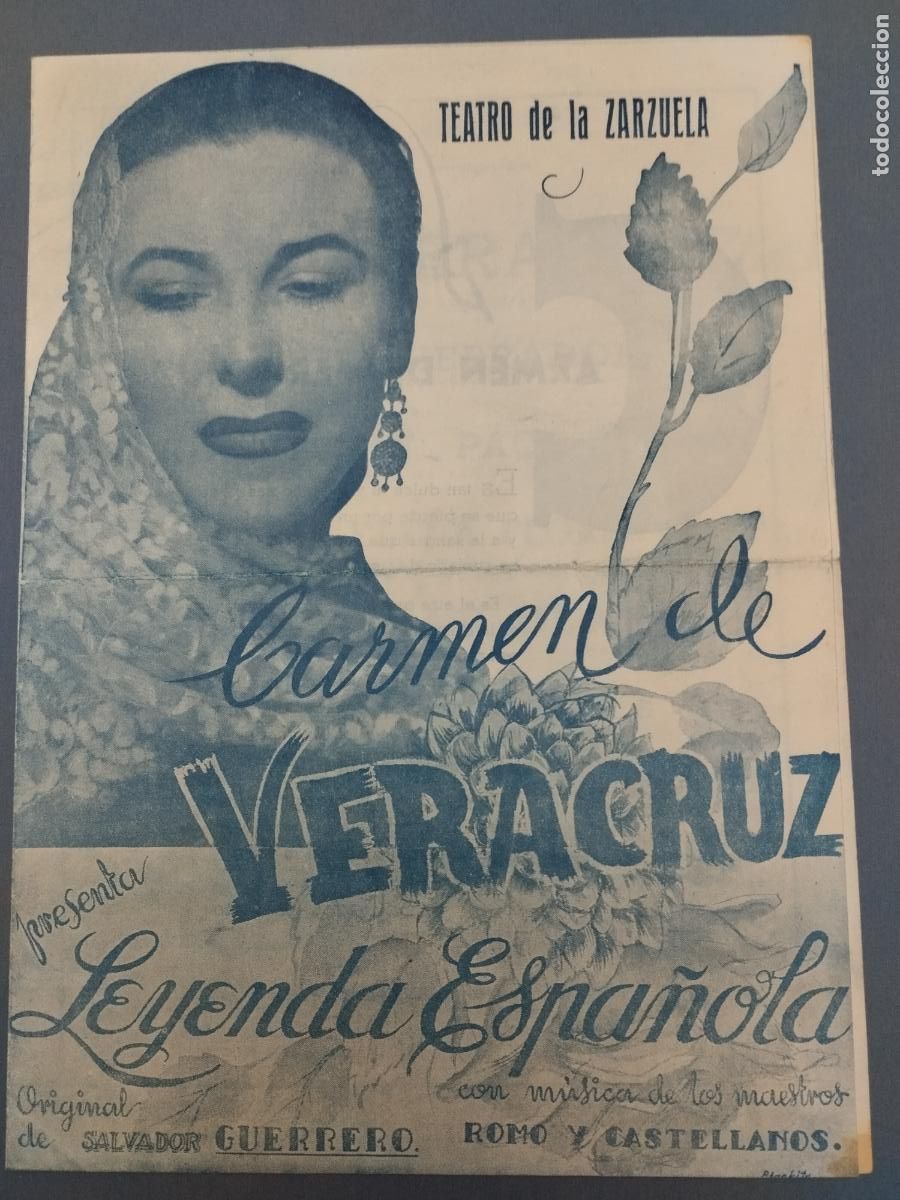 TEATRO de la ZARZUELA
Carmen de
VERACRUZ
presenta
Leyenda Española
Original
de SALVADOR GUERRERO.
con música de los maestros
ROMO Y CASTELLANOS.
todocoleccion